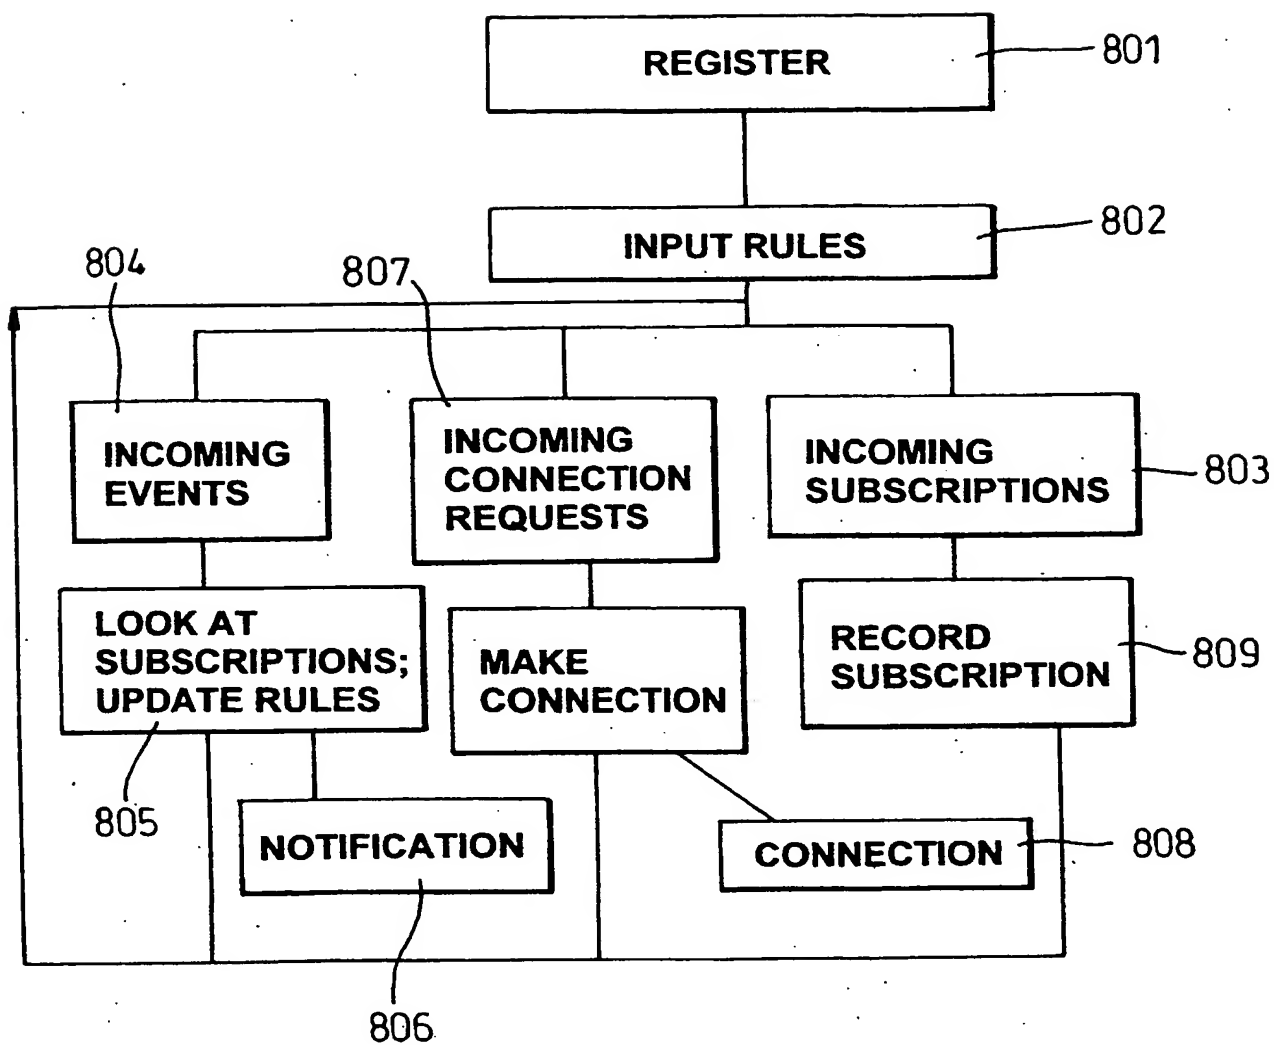 REGISTER
801
INPUT RULES
802
804
807
INCOMING
EVENTS
INCOMING
CONNECTION
REQUESTS
INCOMING
SUBSCRIPTIONS
803
LOOK AT
SUBSCRIPTIONS;
UPDATE RULES
MAKE
CONNECTION
RECORD
SUBSCRIPTION
809
805
NOTIFICATION
CONNECTION
808
806